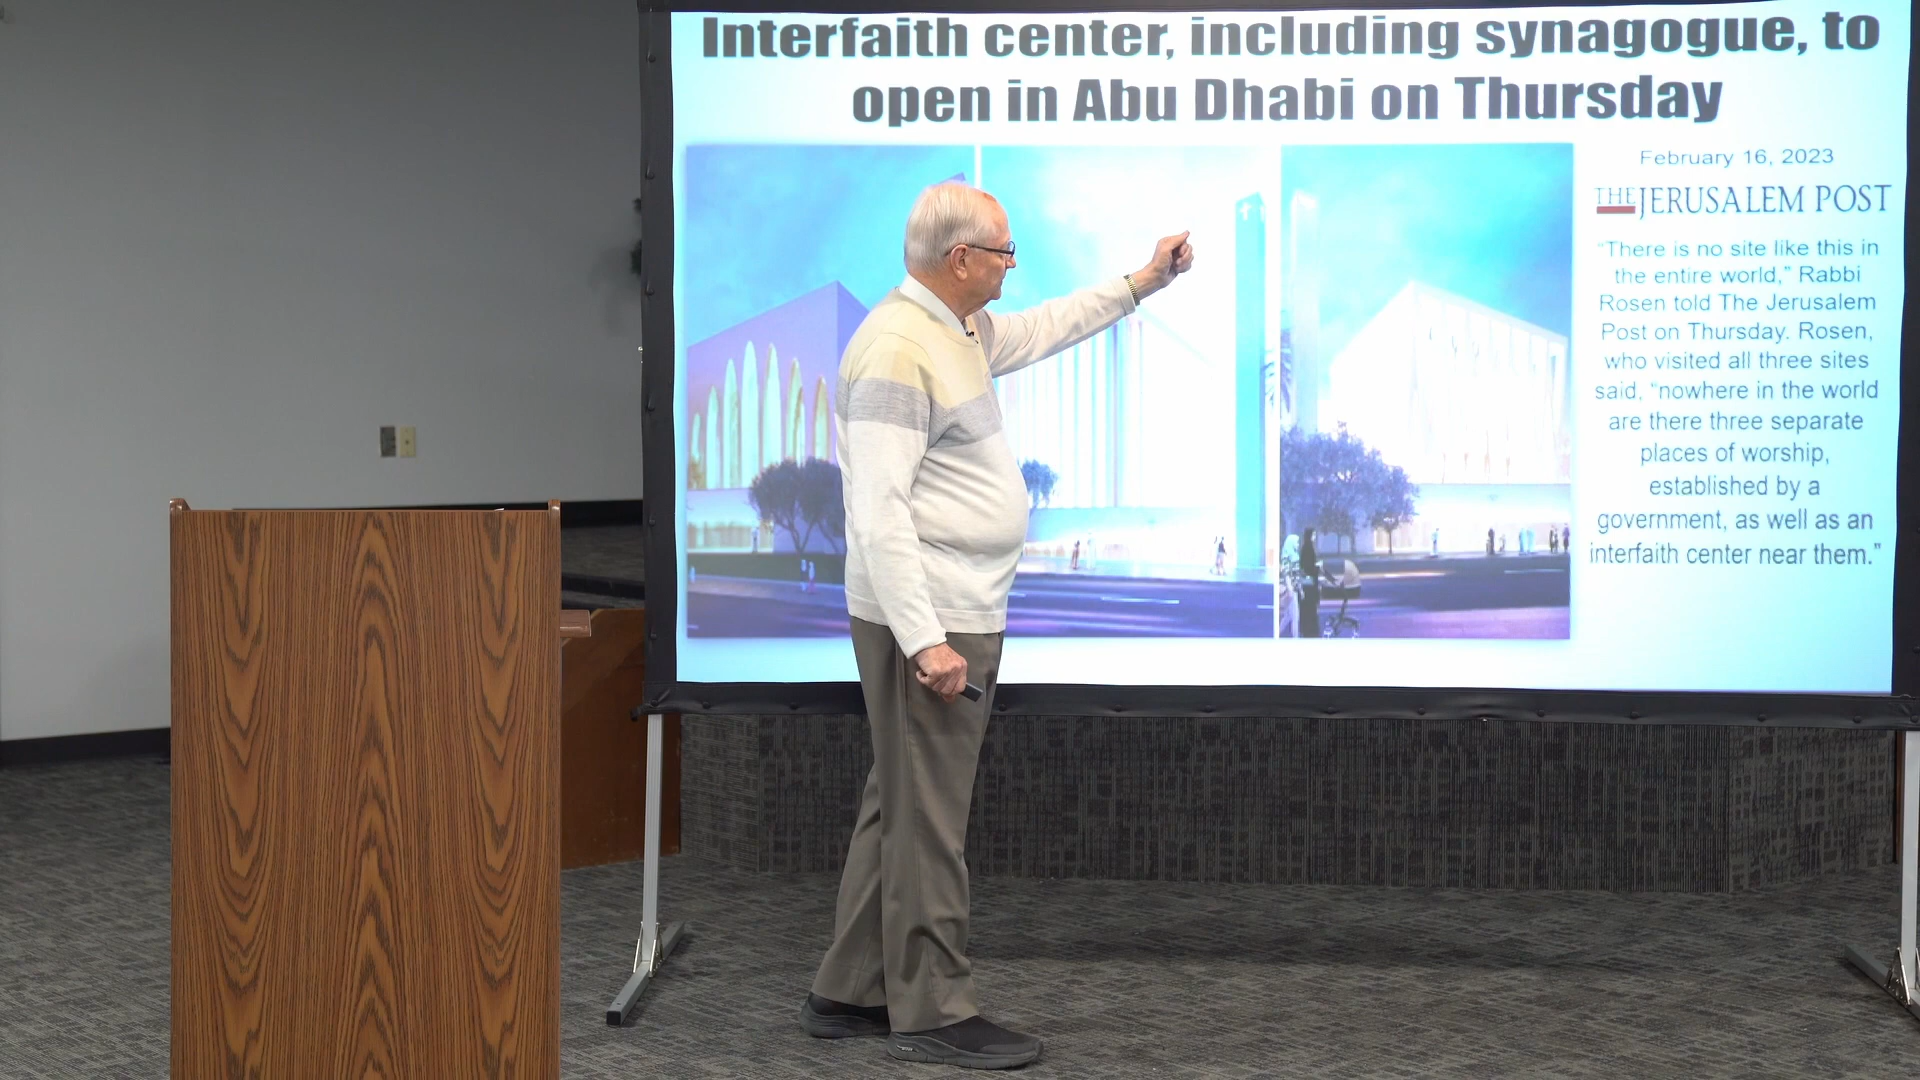 Interfaith center, including synagogue, to
open in Abu Dhabi on Thursday
February 16, 2023
THE JERUSALEM POST
“There is no site like this in
the entire world,” Rabbi
Rosen told The Jerusalem
Post on Thursday. Rosen,
who visited all three sites
said, “nowhere in the world
are there three separate
places of worship,
established by a
government, as well as an
interfaith center near them.”